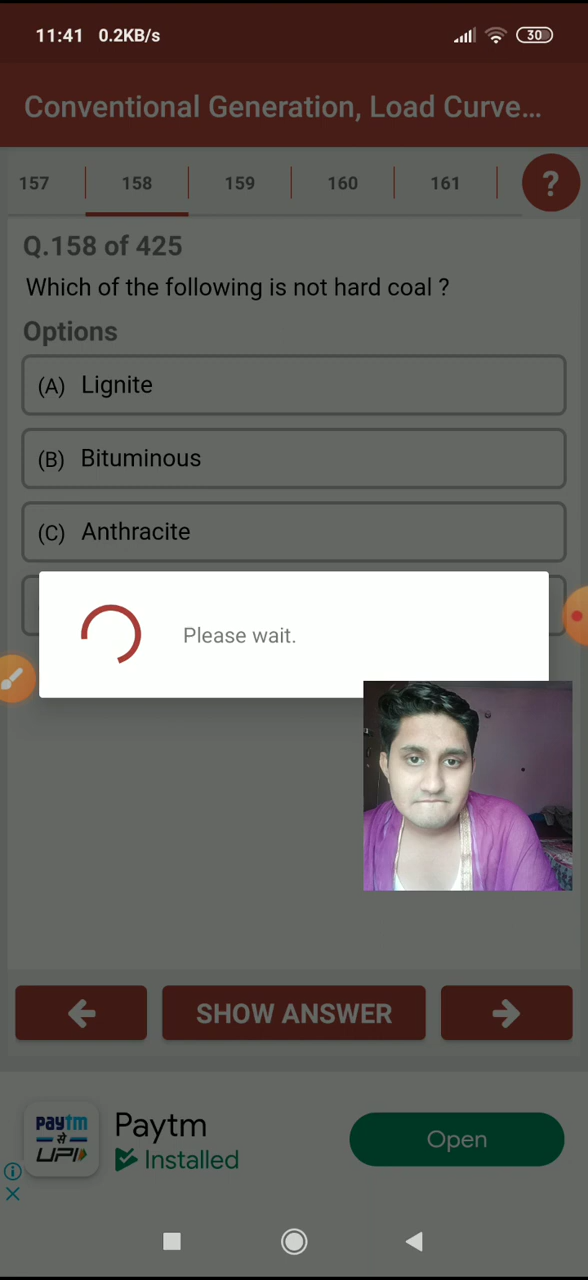 11:41 0.2KB/s
30
Conventional Generation, Load Curve...
157 158 159 160 161 ?
Q.158 of 425
Which of the following is not hard coal ?
Options
(A) Lignite
(B) Bituminous
(C) Anthracite
Please wait.
SHOW ANSWER
paytm
से
UPI
Paytm
Installed
Open